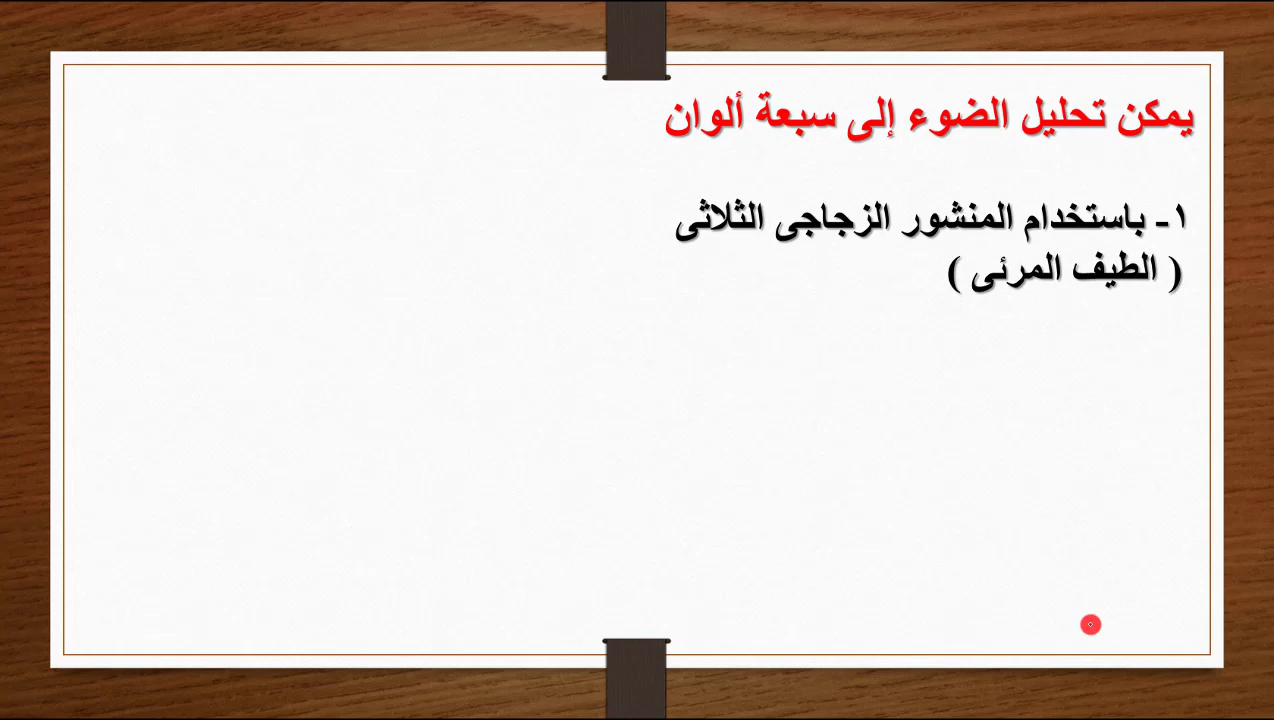 يمكن تحليل الضوء إلى سبعة ألوان
١- باستخدام المنشور الزجاجى الثلاثى
( الطيف المرئى )